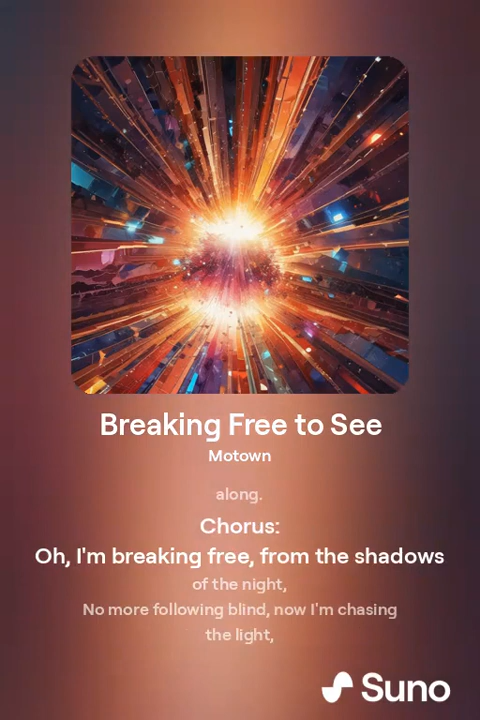 Breaking Free to See
Motown
along.
Chorus:
Oh, I'm breaking free, from the shadows
of the night,
No more following blind, now I'm chasing
the light,
Suno